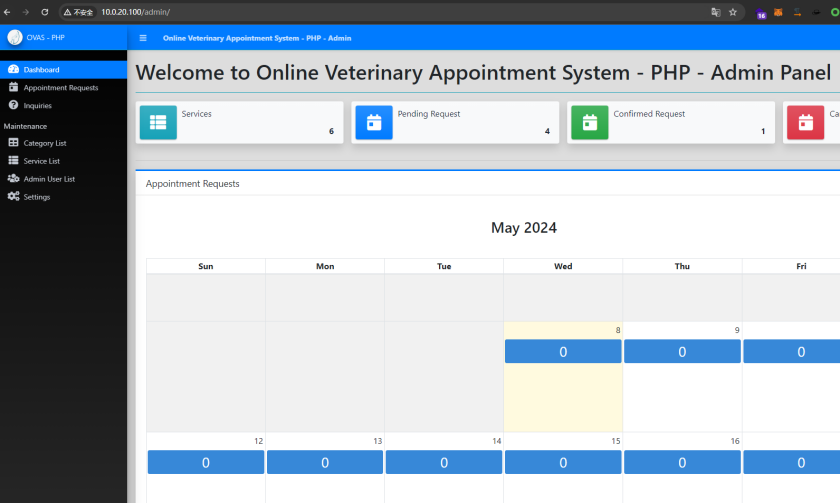 不安全 10.0.20.100/admin/
16
OVAS - PHP
Online Veterinary Appointment System - PHP - Admin
Dashboard
Appointment Requests
Inquiries
Maintenance
Category List
Service List
Admin User List
Settings
Welcome to Online Veterinary Appointment System - PHP - Admin Panel
Services
6
Pending Request
4
Confirmed Request
1
Ca
Appointment Requests
May 2024
Sun Mon Tue Wed Thu Fri
8 9
0 0 0
12 13 14 15 16
0 0 0 0 0 0